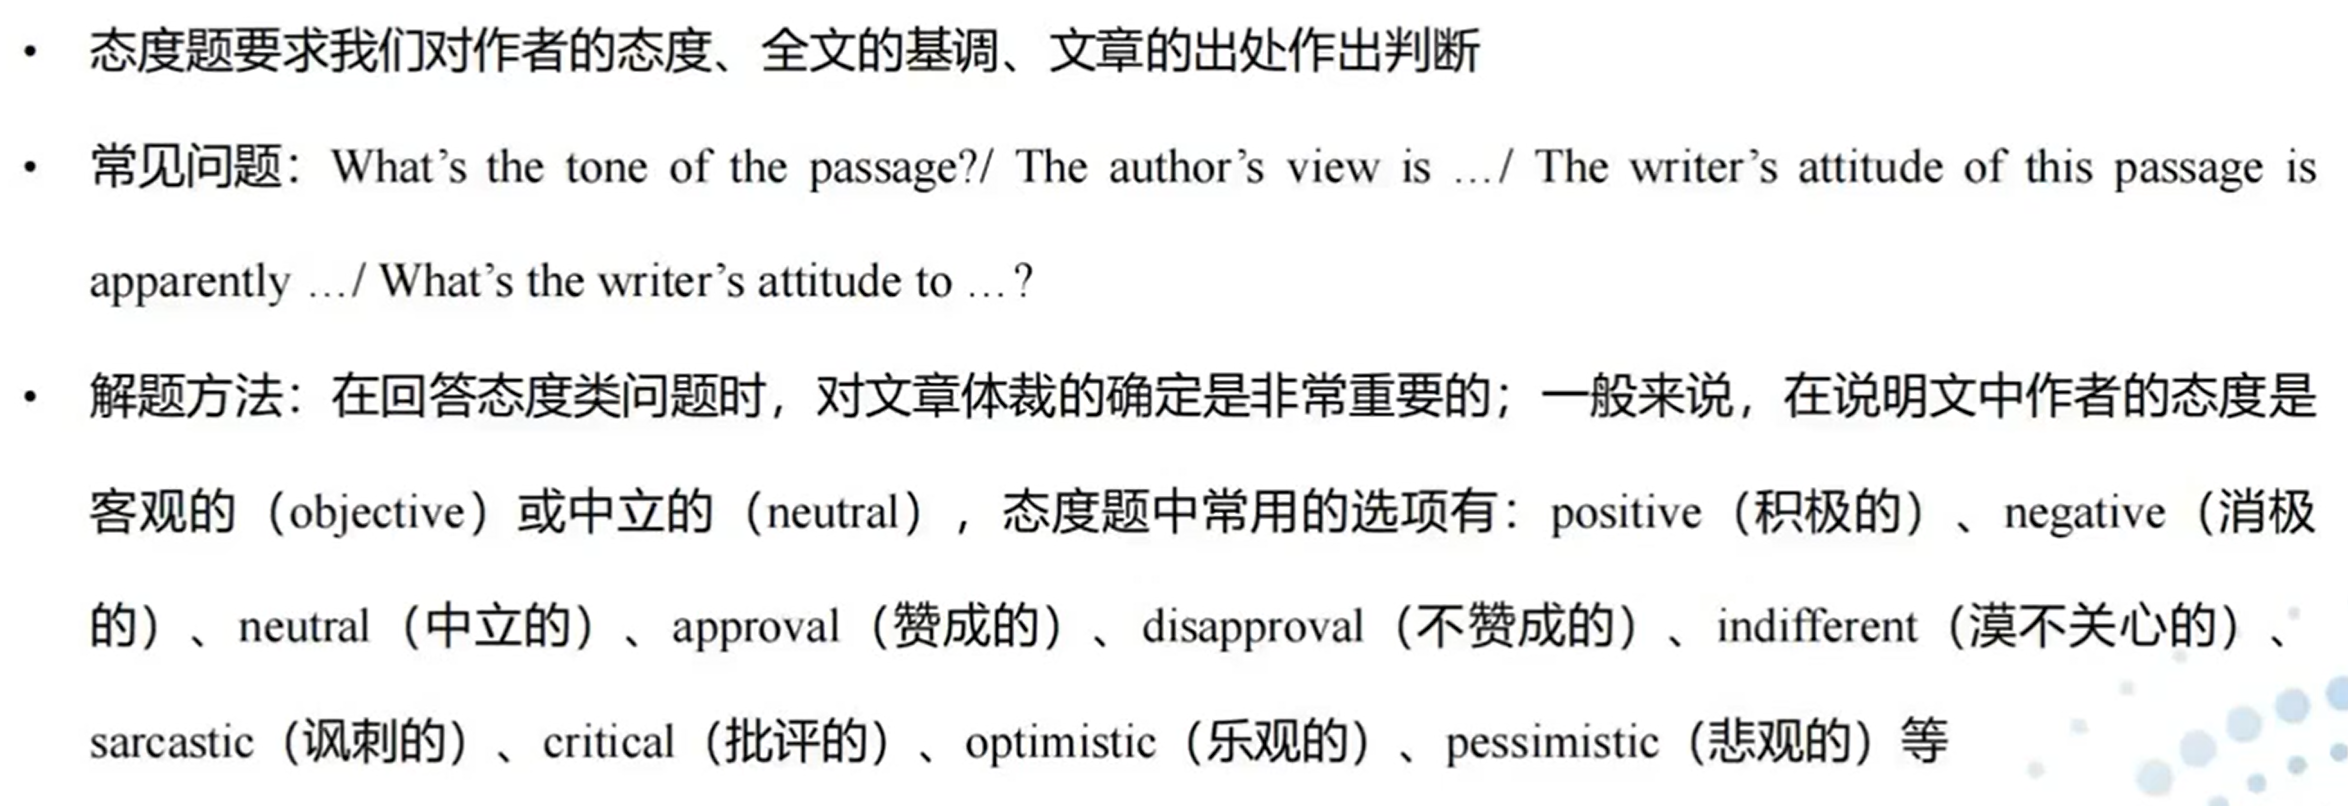 • 态度题要求我们对作者的态度、全文的基调、文章的出处作出判断
• 常见问题：What's the tone of the passage?/ The author's view is …/ The writer's attitude of this passage is
apparently …/ What's the writer's attitude to …?
• 解题方法：在回答态度类问题时，对文章体裁的确定是非常重要的；一般来说，在说明文中作者的态度是
客观的（objective）或中立的（neutral），态度题中常用的选项有：positive（积极的）、negative（消极
的）、neutral（中立的）、approval（赞成的）、disapproval（不赞成的）、indifferent（漠不关心的）、
sarcastic（讽刺的）、critical（批评的）、optimistic（乐观的）、pessimistic（悲观的）等